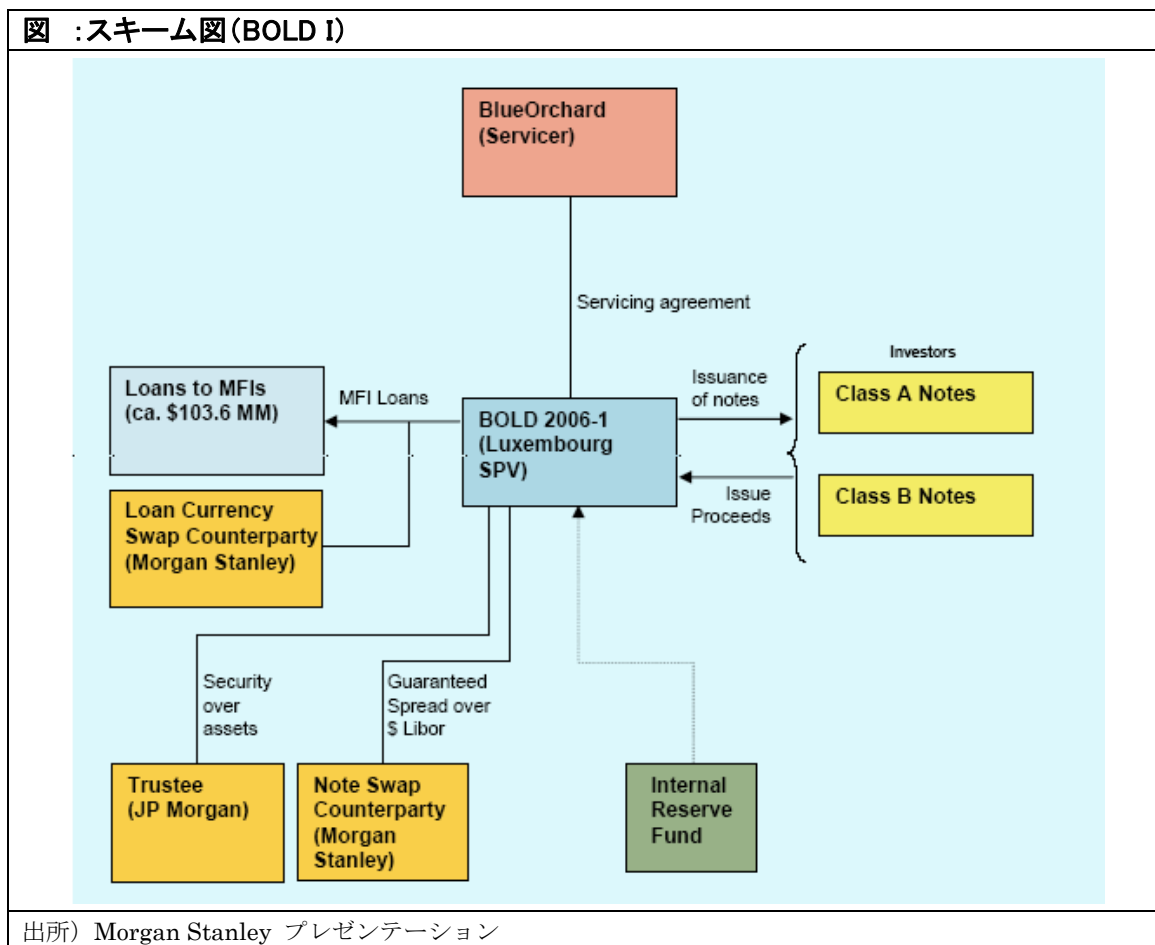 図 :スキーム図(BOLD I)
BlueOrchard
(Servicer)
Servicing agreement
Investors
Loans to MFIs
(ca. $103.6 MM)
MFI Loans
BOLD 2006-1
(Luxembourg
SPV)
Issuance
of notes
Class A Notes
Issue
Proceeds
Class B Notes
Loan Currency
Swap Counterparty
(Morgan Stanley)
Security
over
assets
Guaranteed
Spread over
$ Libor
Trustee
(JP Morgan)
Note Swap
Counterparty
(Morgan
Stanley)
Internal
Reserve
Fund
出所）Morgan Stanley プレゼンテーション